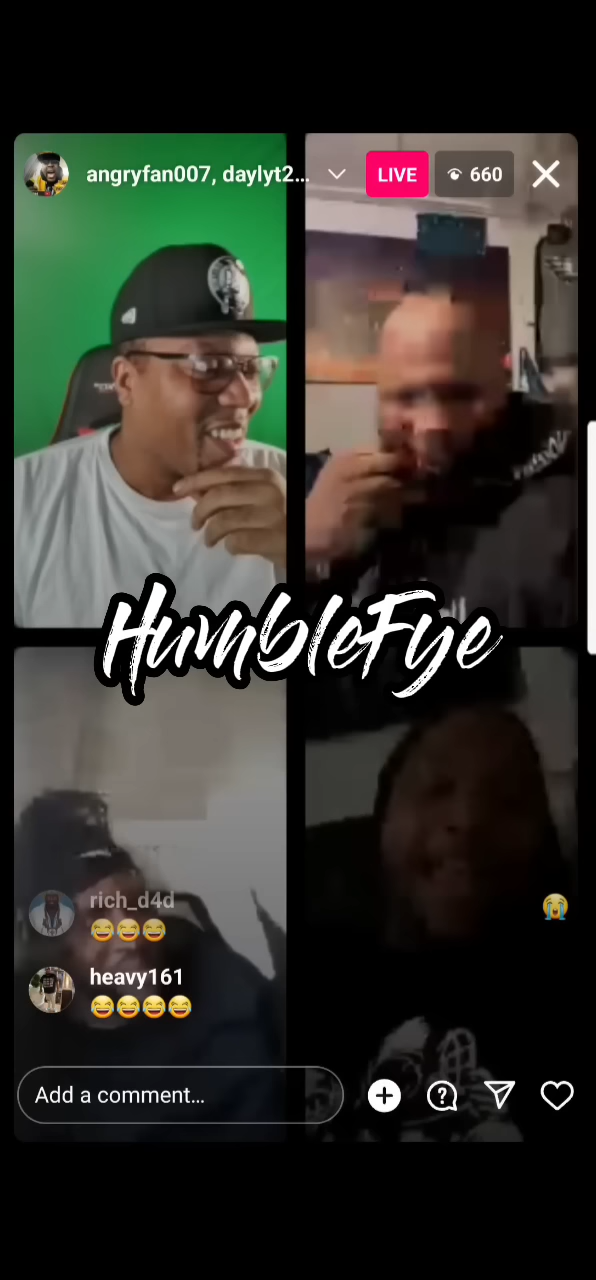 angryfan007, daylyt2...
LIVE
660
HumbleFye
rich_d4d
😂😂😂
😭
heavy161
😂😂😂😂
Add a comment...